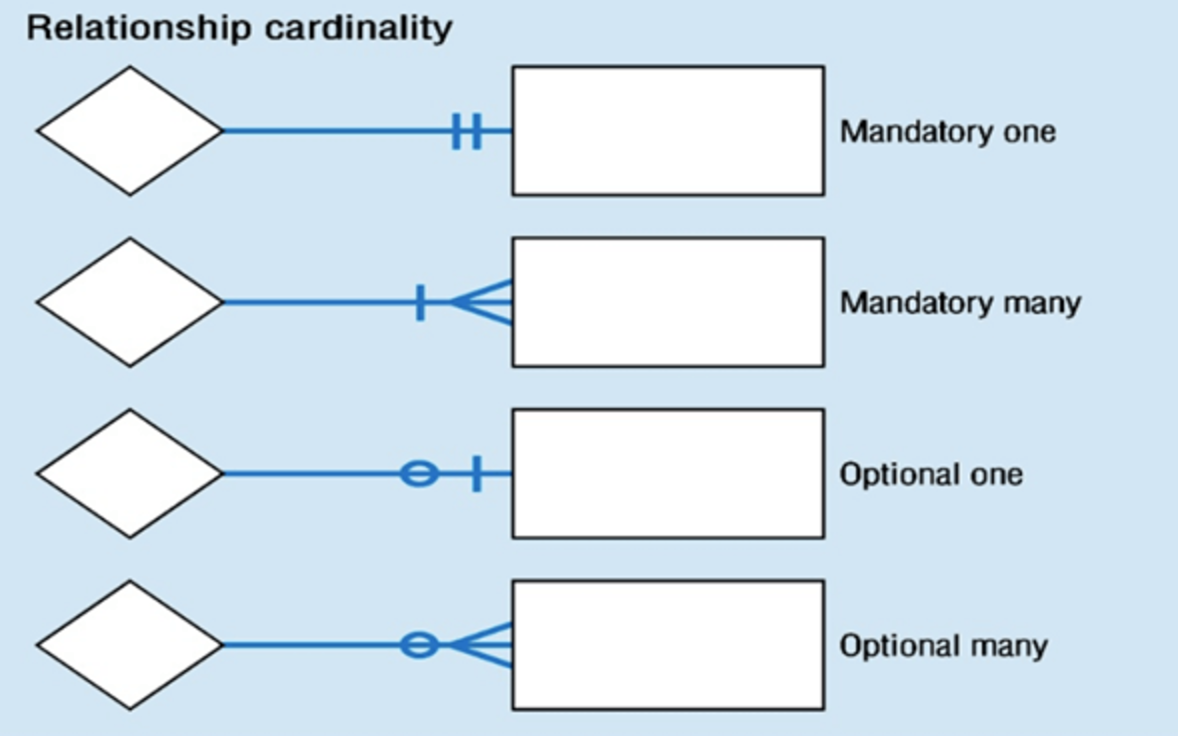 Relationship cardinality
Mandatory one
Mandatory many
Optional one
Optional many